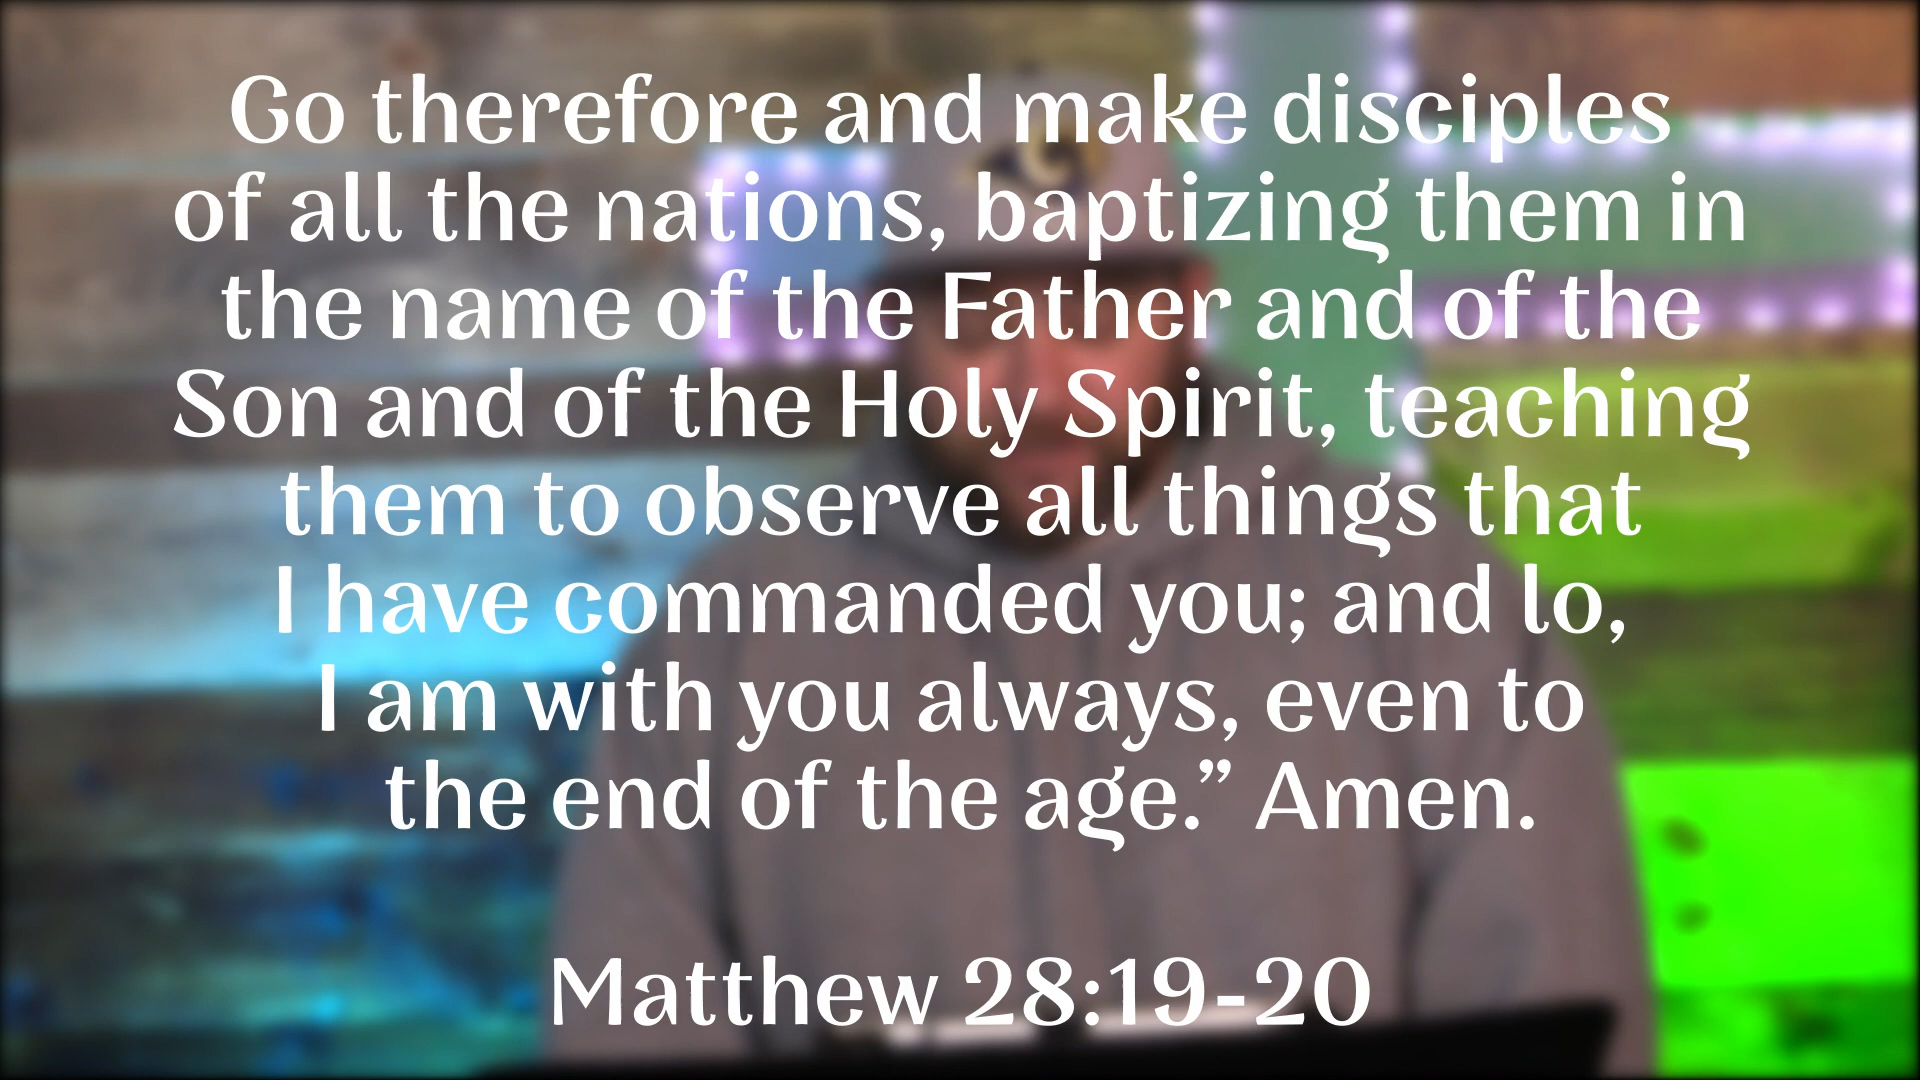 Go therefore and make disciples
of all the nations, baptizing them in
the name of the Father and of the
Son and of the Holy Spirit, teaching
them to observe all things that
I have commanded you; and lo,
I am with you always, even to
the end of the age.” Amen.
Matthew 28:19-20